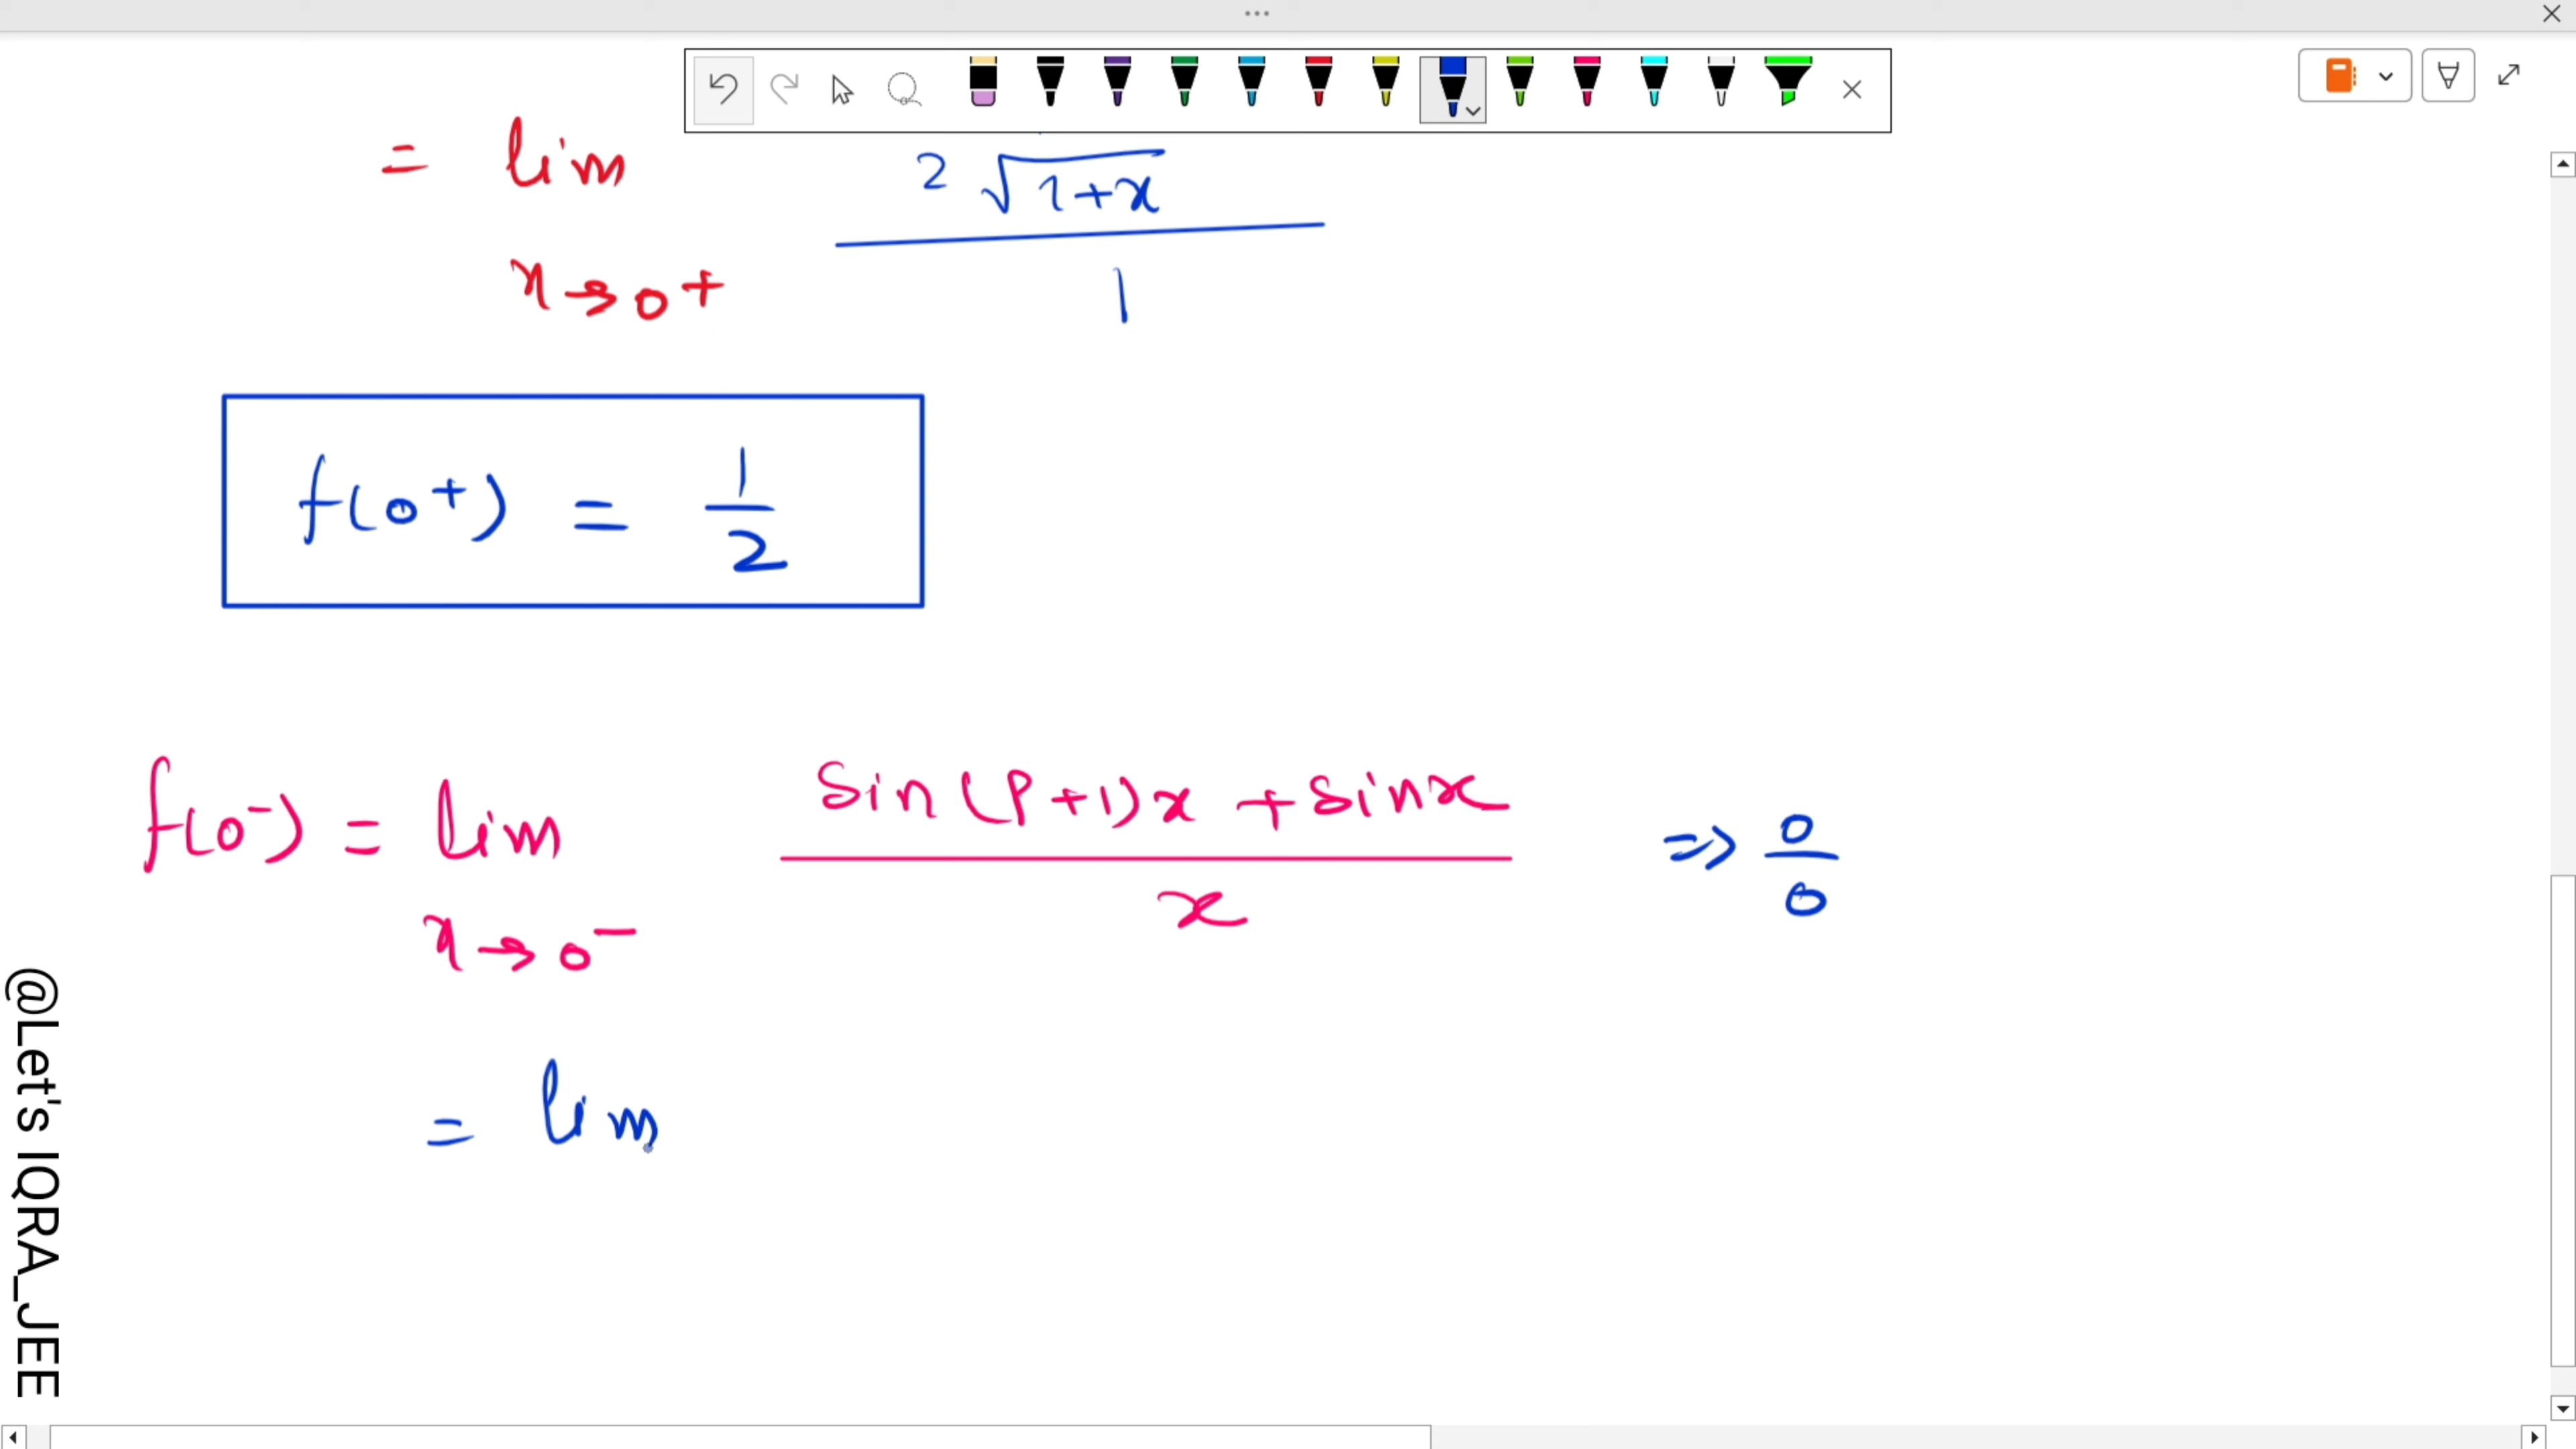 = lim 2 √1+x
x→0+ 1
f(0+) = 1/2
f(0-) = lim sin(P+1)x + sinx / x => 0/0
x→0-
= lim
@Let's IQRA_JEE